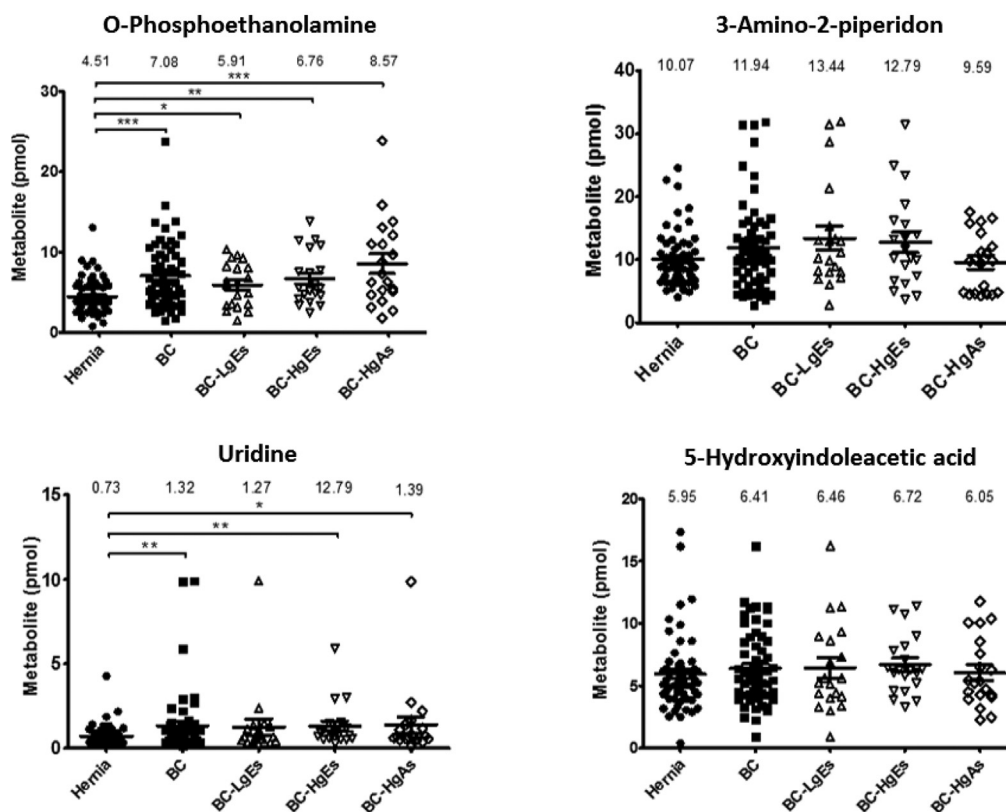 O-Phosphoethanolamine
4.51 7.08 5.91 6.76 8.57
***
**
*
***
30
20
10
0
Metabolite (pmol)
Hernia BC BC-LgEs BC-HgEs BC-HgAs
3-Amino-2-piperidon
10.07 11.94 13.44 12.79 9.59
40
30
20
10
0
Metabolite (pmol)
Hernia BC BC-LgEs BC-HgEs BC-HgAs
Uridine
0.73 1.32 1.27 12.79 1.39
*
**
**
15
10
5
0
Metabolite (pmol)
Hernia BC BC-LgEs BC-HgEs BC-HgAs
5-Hydroxyindoleacetic acid
5.95 6.41 6.46 6.72 6.05
20
15
10
5
0
Metabolite (pmol)
Hernia BC BC-LgEs BC-HgEs BC-HgAs